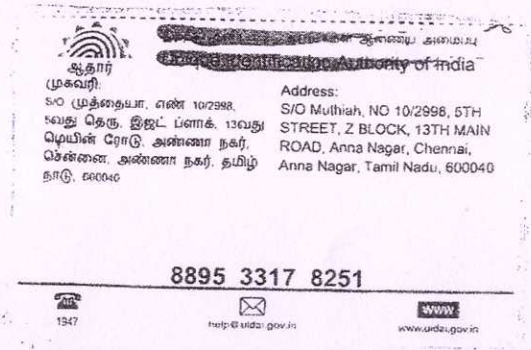 ஆணைய அமைப்பு
Authority of India
ஆதார்
முகவரி:
S/O முத்தையா, எண் 10/2998,
5வது தெரு, இஜட் ப்ளாக், 13வது
மெயின் ரோடு, அண்ணா நகர்,
சென்னை, அண்ணா நகர், தமிழ்
நாடு, 600040
Address:
S/O Muthiah, NO 10/2998, 5TH
STREET, Z BLOCK, 13TH MAIN
ROAD, Anna Nagar, Chennai,
Anna Nagar, Tamil Nadu, 600040
8895 3317 8251
1947
help@uidai.gov.in
www
www.uidai.gov.in